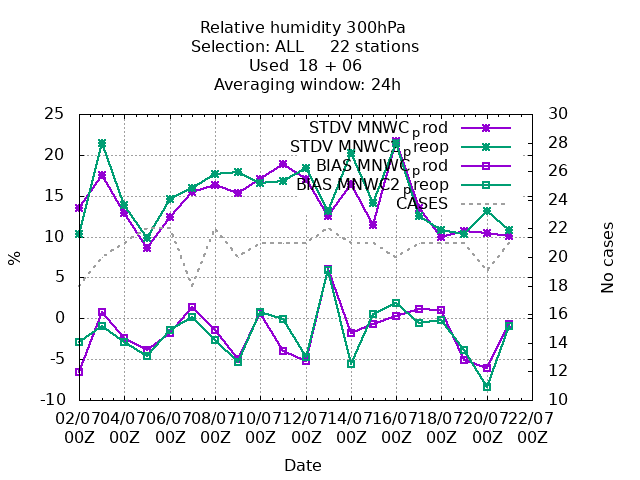 Relative humidity 300hPa
Selection: ALL 22 stations
Used 18 + 06
Averaging window: 24h
STDV MNWC_prod
STDV MNWC2_preop
BIAS MNWC_prod
BIAS MNWC2_preop
CASES
25
20
15
10
5
0
-5
-10
%
30
28
26
24
22
20
18
16
14
12
10
No cases
02/07 04/07 06/07 08/07 10/07 12/07 14/07 16/07 18/07 20/07 22/07
00Z 00Z 00Z 00Z 00Z 00Z 00Z 00Z 00Z 00Z 00Z
Date